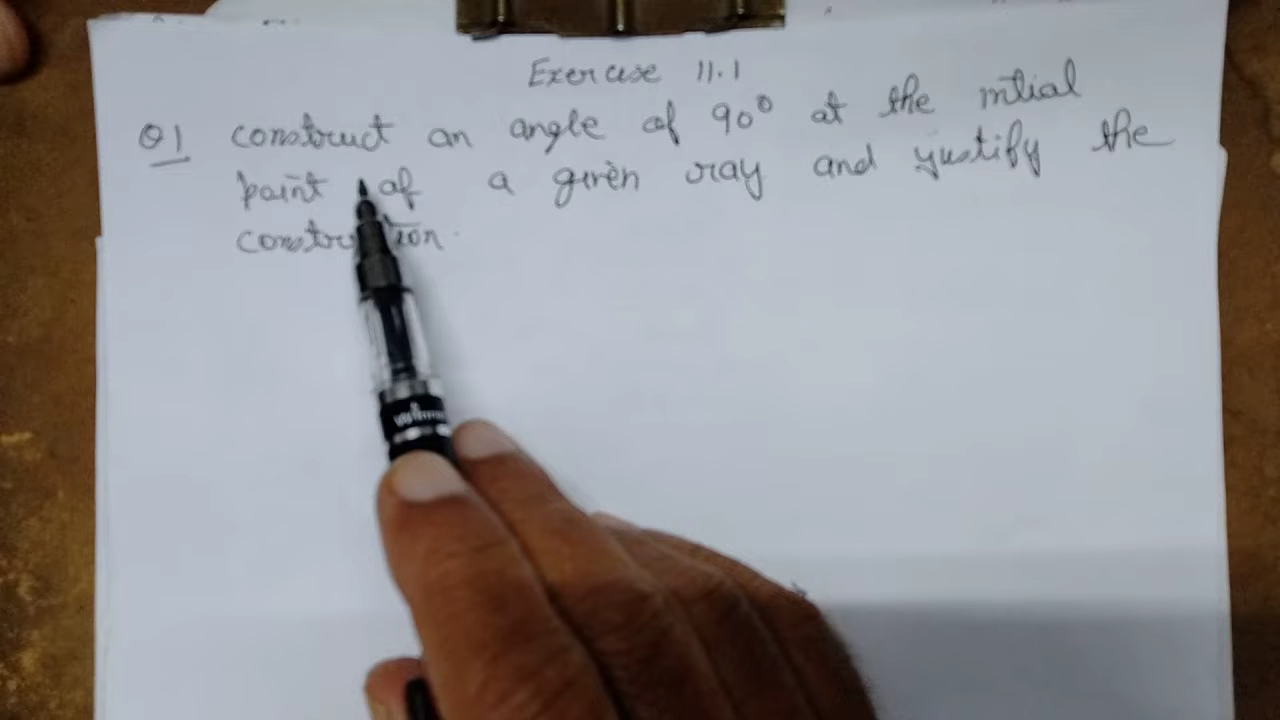 Exercise 11.1
Q1 construct an angle of 90° at the intial
point of a given ray and justify the
construction.